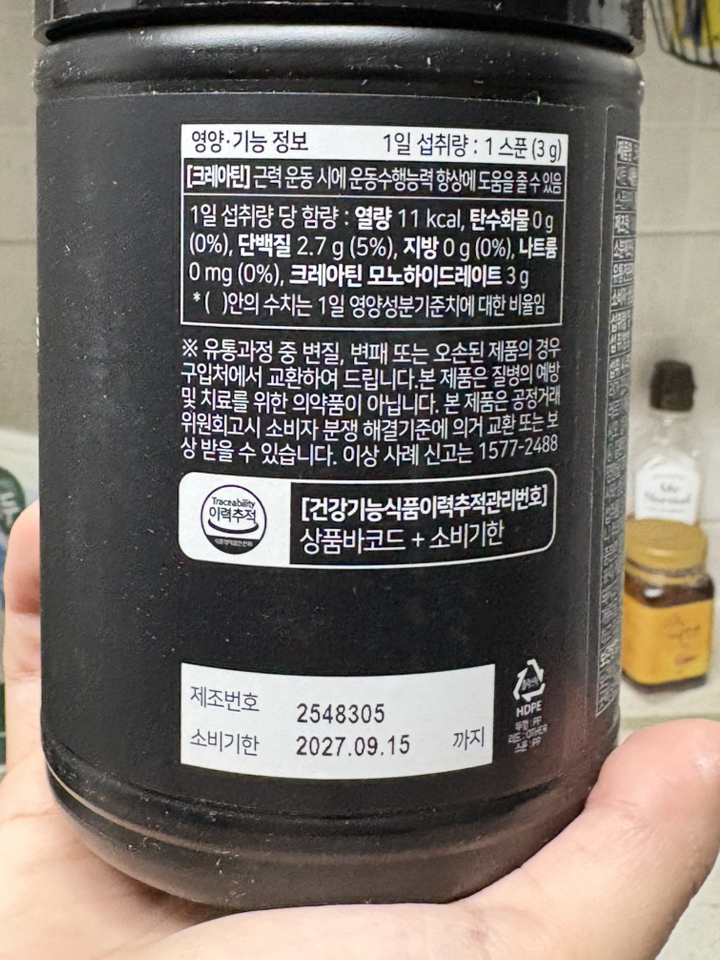 영양·기능 정보 1일 섭취량 : 1 스푼 (3 g)
[크레아틴] 근력 운동 시에 운동수행능력 향상에 도움을 줄 수 있음
1일 섭취량 당 함량 : 열량 11 kcal, 탄수화물 0 g
(0%), 단백질 2.7 g (5%), 지방 0 g (0%), 나트륨
0 mg (0%), 크레아틴 모노하이드레이트 3 g
* ( )안의 수치는 1일 영양성분기준치에 대한 비율임
※ 유통과정 중 변질, 변패 또는 오손된 제품의 경우
구입처에서 교환하여 드립니다.본 제품은 질병의 예방
및 치료를 위한 의약품이 아닙니다. 본 제품은 공정거래
위원회고시 소비자 분쟁 해결기준에 의거 교환 또는 보
상 받을 수 있습니다. 이상 사례 신고는 1577-2488
Traceability
이력추적
[건강기능식품이력추적관리번호]
상품바코드 + 소비기한
제조번호 2548305
소비기한 2027.09.15 까지
HDPE
뚜껑 : PP
리드 : OTHER
스푼 : PP